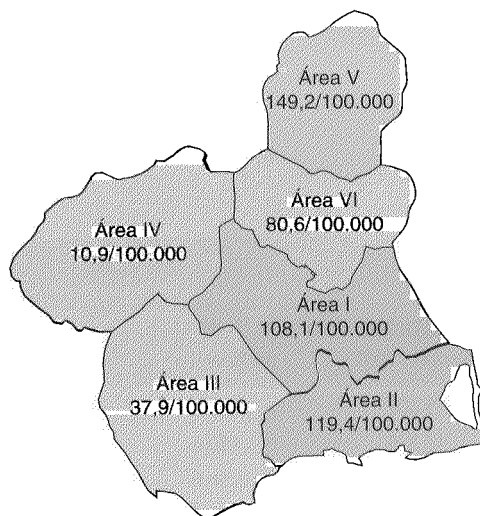 Área V
149,2/100.000
Área VI
80,6/100.000
Área IV
10,9/100.000
Área I
108,1/100.000
Área III
37,9/100.000
Área II
119,4/100.000